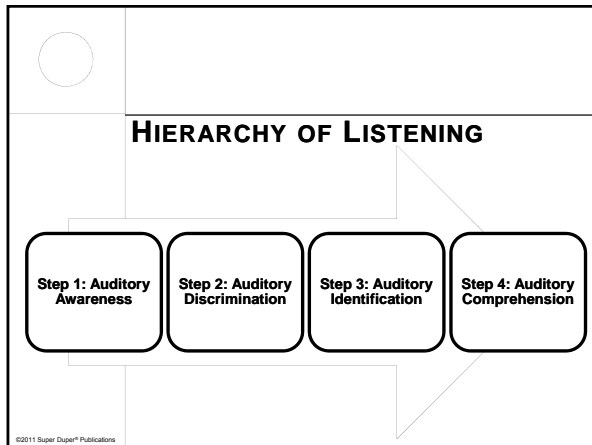 HIERARCHY OF LISTENING
Step 1: Auditory
Awareness
Step 2: Auditory
Discrimination
Step 3: Auditory
Identification
Step 4: Auditory
Comprehension
©2011 Super Duper® Publications